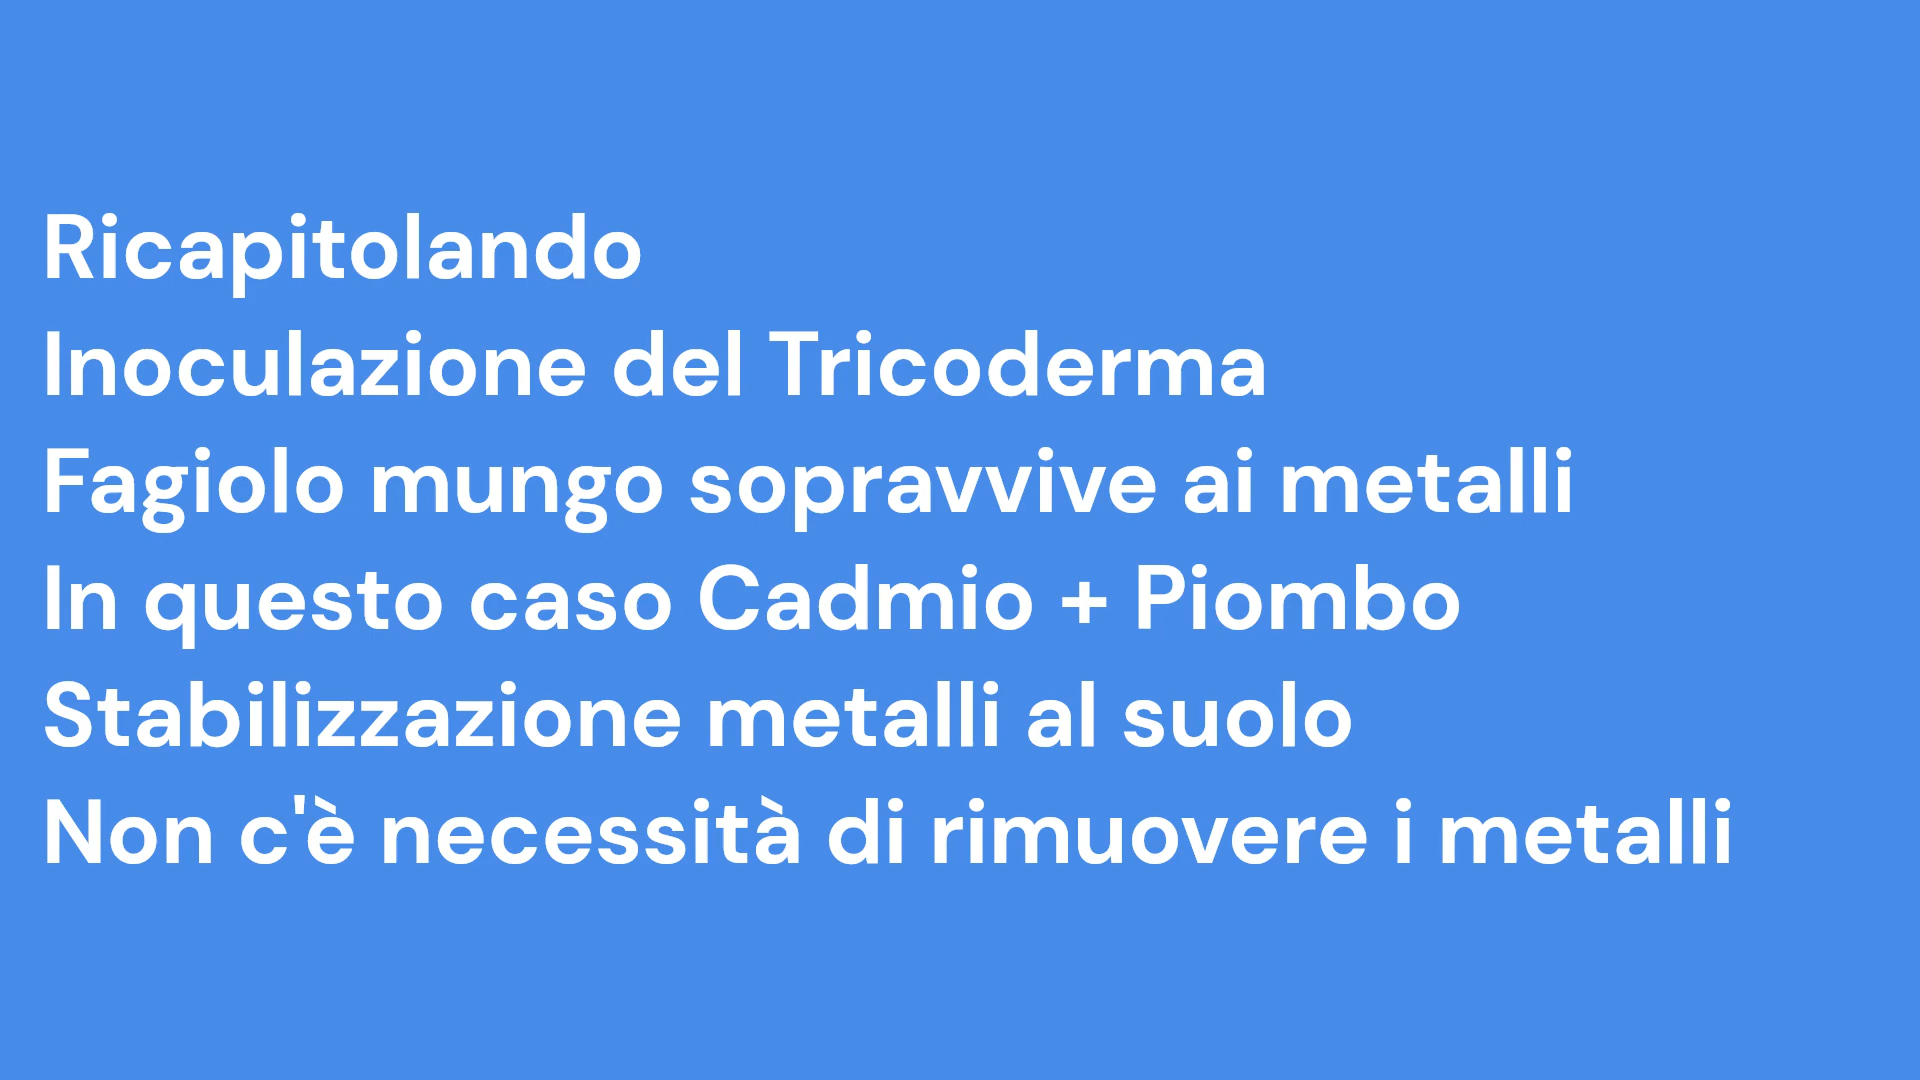 Ricapitolando
Inoculazione del Tricoderma
Fagiolo mungo sopravvive ai metalli
In questo caso Cadmio + Piombo
Stabilizzazione metalli al suolo
Non c'è necessità di rimuovere i metalli